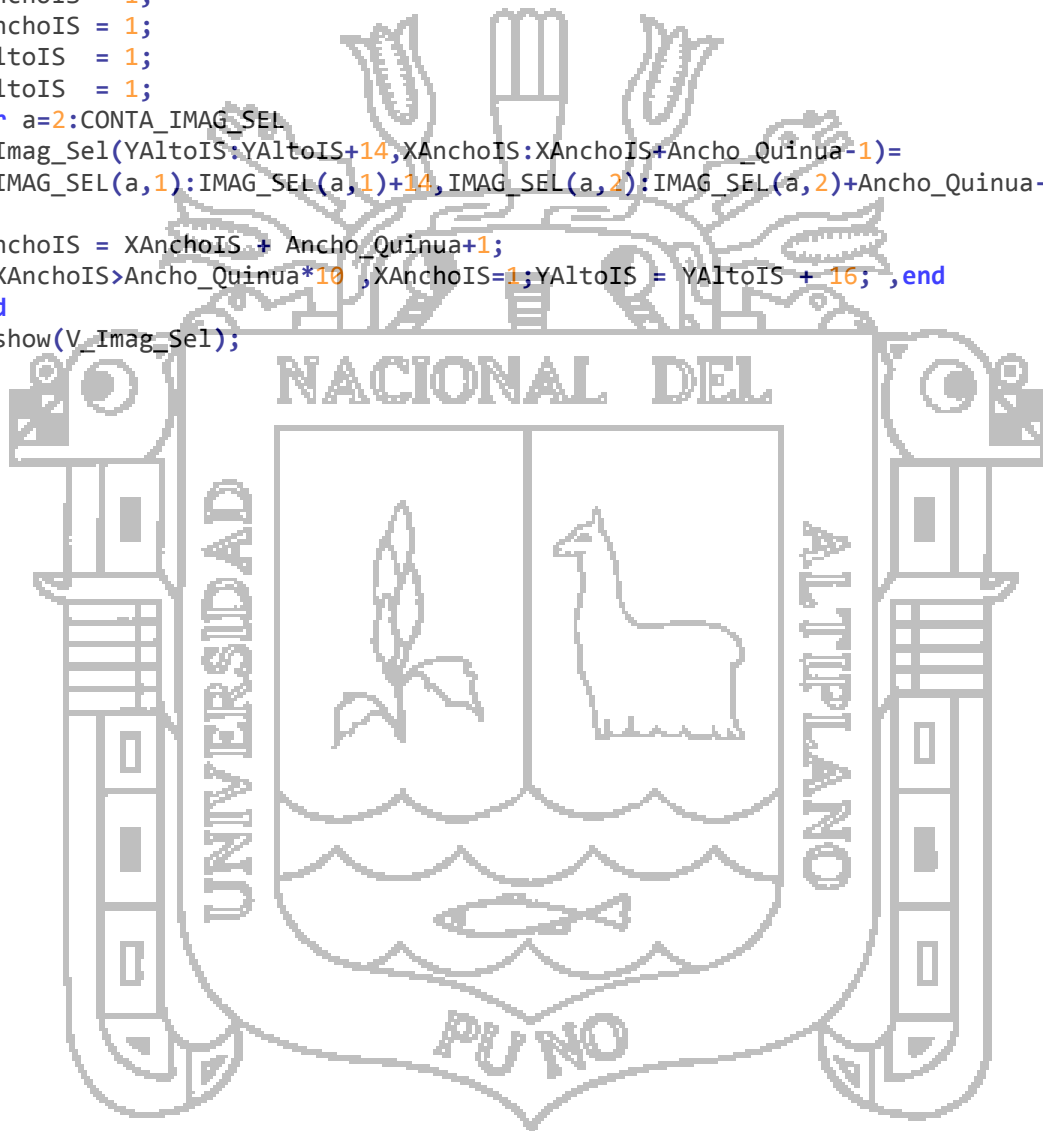 nchoIS = 1;
nchoIS = 1;
ltoIS  = 1;
ltoIS  = 1;
r a=2:CONTA_IMAG_SEL
Imag_Sel(YAltoIS:YAltoIS+14,XAnchoIS:XAnchoIS+Ancho_Quinua-1)=
IMAG_SEL(a,1):IMAG_SEL(a,1)+14,IMAG_SEL(a,2):IMAG_SEL(a,2)+Ancho_Quinua-
nchoIS = XAnchoIS + Ancho_Quinua+1;
XAnchoIS>Ancho_Quinua*10 ,XAnchoIS=1;YAltoIS = YAltoIS + 16; ,end
d
show(V_Imag_Sel);
NACIONAL DEL
UNIVERSIDAD
ALTIPLANO
PUNO